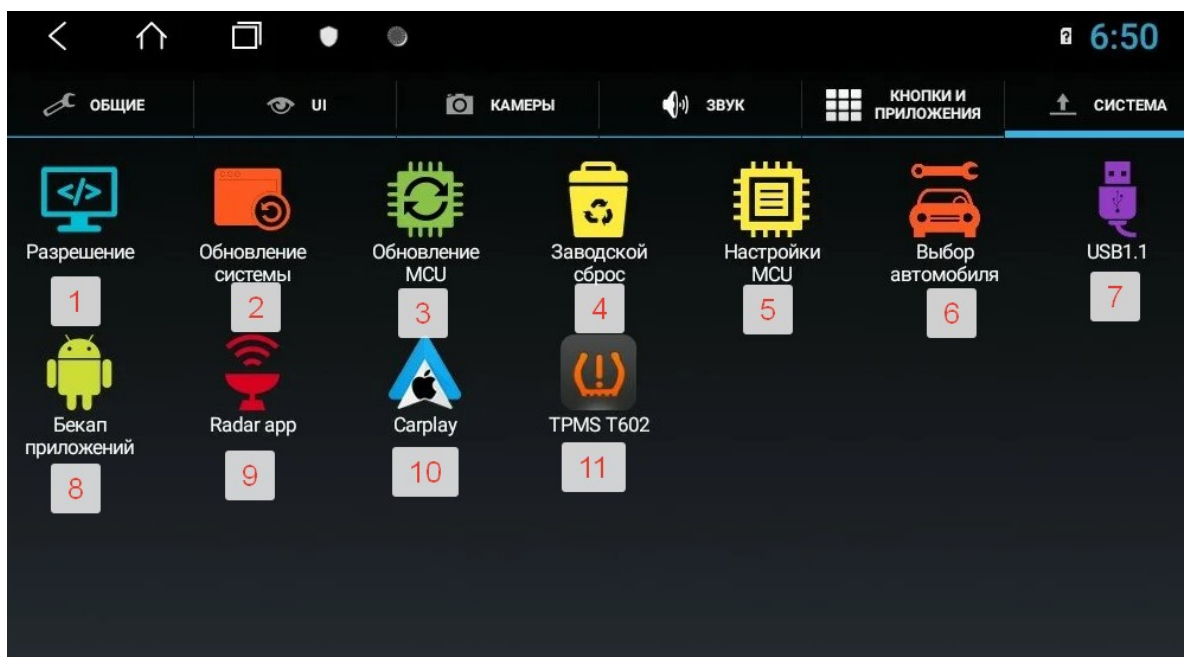 6:50
ОБЩИЕ
UI
КАМЕРЫ
ЗВУК
КНОПКИ И
ПРИЛОЖЕНИЯ
СИСТЕМА
</>
Разрешение
1
Обновление
системы
2
Обновление
MCU
3
Заводской
сброс
4
Настройки
MCU
5
Выбор
автомобиля
6
USB1.1
7
Бекап
приложений
8
Radar app
9
Carplay
10
TPMS T602
11